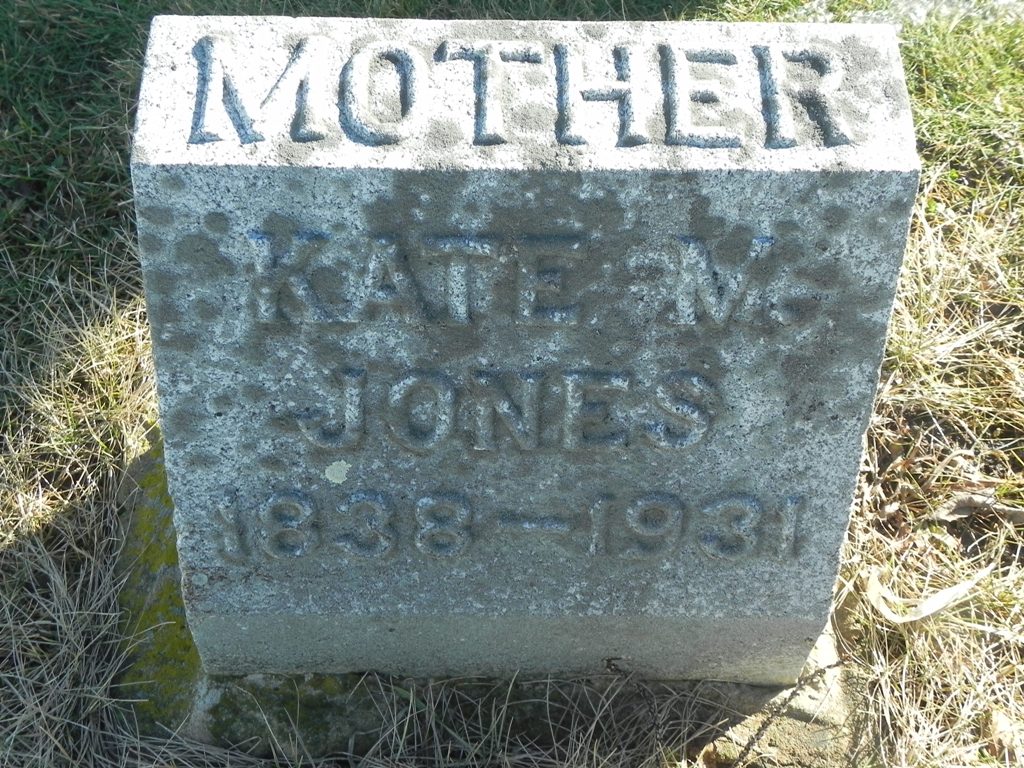 MOTHER
KATE M.
JONES
1838-1931